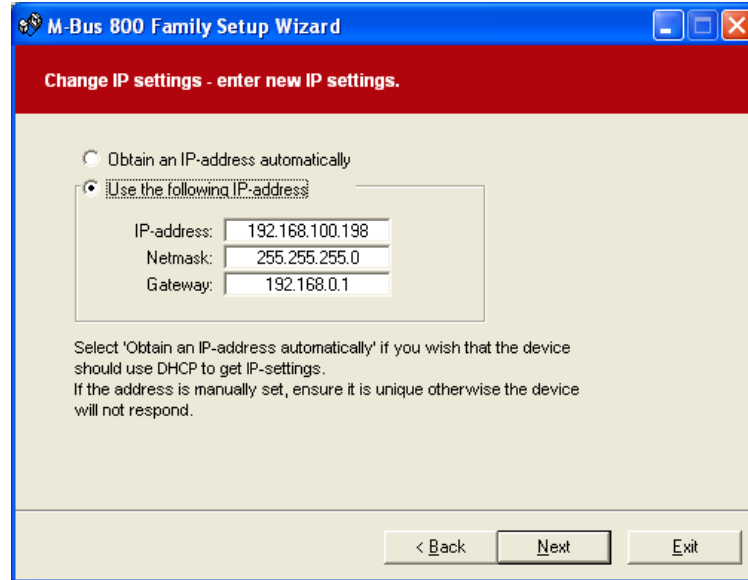 M-Bus 800 Family Setup Wizard
Change IP settings - enter new IP settings.
Obtain an IP-address automatically
Use the following IP-address
IP-address: 192.168.100.198
Netmask: 255.255.255.0
Gateway: 192.168.0.1
Select 'Obtain an IP-address automatically' if you wish that the device
should use DHCP to get IP-settings.
If the address is manually set, ensure it is unique otherwise the device
will not respond.
< Back Next Exit